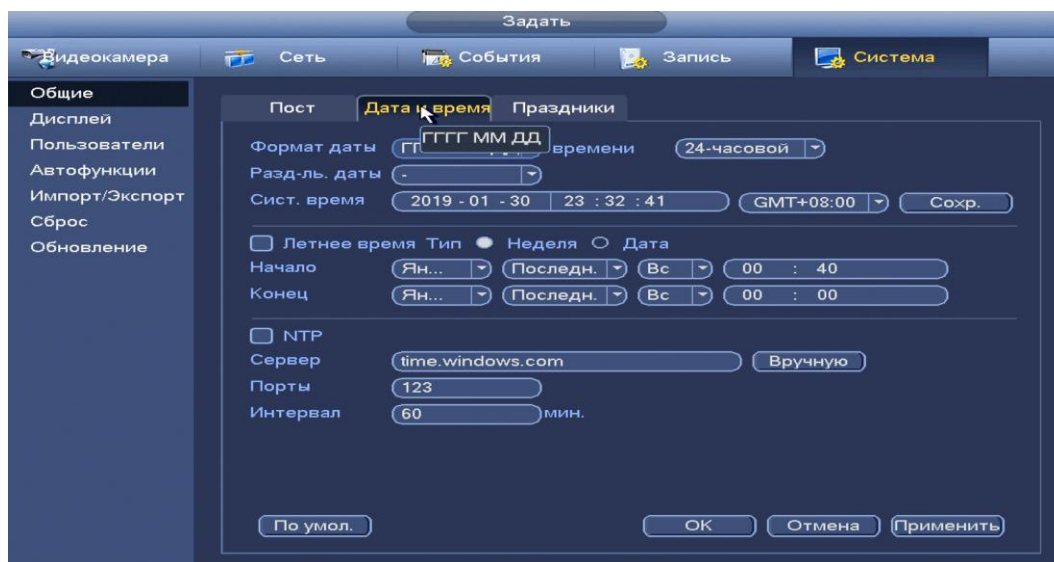 Задать
Видеокамера Сеть События Запись Система
Общие
Дисплей
Пользователи
Автофункции
Импорт/Экспорт
Сброс
Обновление
Пост Дата и время Праздники
ГГГГ ММ ДД
Формат даты времени 24-часовой
Разд-ль. даты -
Сист. время 2019 - 01 - 30 23 : 32 : 41 GMT+08:00 Сохр.
Летнее время Тип Неделя Дата
Начало Ян... Последн. Вс 00 : 40
Конец Ян... Последн. Вс 00 : 00
NTP
Сервер time.windows.com Вручную
Порты 123
Интервал 60 мин.
По умол. OK Отмена Применить